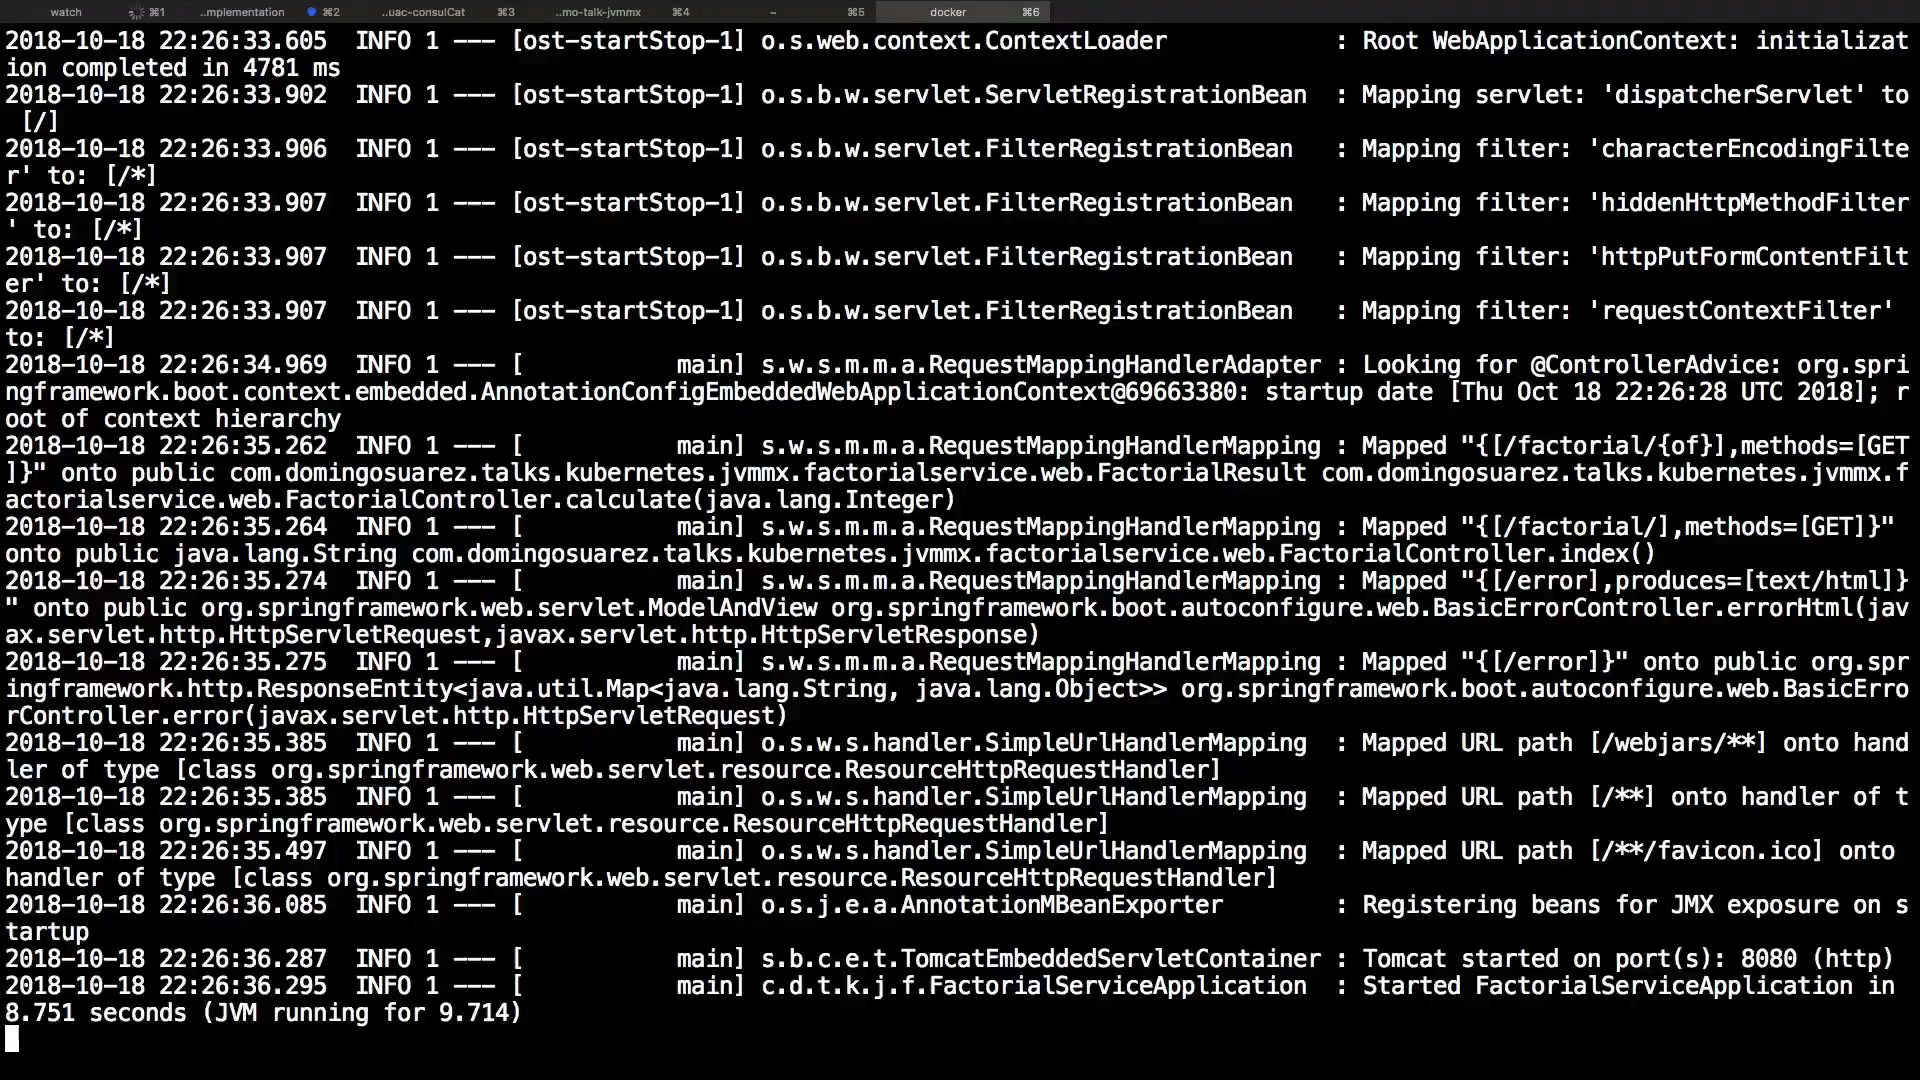 watch ⌘1 ..mplementation ⌘2 ..uac-consulCat ⌘3 ..mo-talk-jvmmx ⌘4 ~ ⌘5 docker ⌘6
2018-10-18 22:26:33.605  INFO 1 --- [ost-startStop-1] o.s.web.context.ContextLoader            : Root WebApplicationContext: initializat
ion completed in 4781 ms
2018-10-18 22:26:33.902  INFO 1 --- [ost-startStop-1] o.s.b.w.servlet.ServletRegistrationBean  : Mapping servlet: 'dispatcherServlet' to
 [/]
2018-10-18 22:26:33.906  INFO 1 --- [ost-startStop-1] o.s.b.w.servlet.FilterRegistrationBean   : Mapping filter: 'characterEncodingFilte
r' to: [/*]
2018-10-18 22:26:33.907  INFO 1 --- [ost-startStop-1] o.s.b.w.servlet.FilterRegistrationBean   : Mapping filter: 'hiddenHttpMethodFilter
' to: [/*]
2018-10-18 22:26:33.907  INFO 1 --- [ost-startStop-1] o.s.b.w.servlet.FilterRegistrationBean   : Mapping filter: 'httpPutFormContentFilt
er' to: [/*]
2018-10-18 22:26:33.907  INFO 1 --- [ost-startStop-1] o.s.b.w.servlet.FilterRegistrationBean   : Mapping filter: 'requestContextFilter'
to: [/*]
2018-10-18 22:26:34.969  INFO 1 --- [           main] s.w.s.m.m.a.RequestMappingHandlerAdapter : Looking for @ControllerAdvice: org.spri
ngframework.boot.context.embedded.AnnotationConfigEmbeddedWebApplicationContext@69663380: startup date [Thu Oct 18 22:26:28 UTC 2018]; r
oot of context hierarchy
2018-10-18 22:26:35.262  INFO 1 --- [           main] s.w.s.m.m.a.RequestMappingHandlerMapping : Mapped "{[/factorial/{of}],methods=[GET
]}" onto public com.domingosuarez.talks.kubernetes.jvmmx.factorialservice.web.FactorialResult com.domingosuarez.talks.kubernetes.jvmmx.f
actorialservice.web.FactorialController.calculate(java.lang.Integer)
2018-10-18 22:26:35.264  INFO 1 --- [           main] s.w.s.m.m.a.RequestMappingHandlerMapping : Mapped "{[/factorial/],methods=[GET]}"
onto public java.lang.String com.domingosuarez.talks.kubernetes.jvmmx.factorialservice.web.FactorialController.index()
2018-10-18 22:26:35.274  INFO 1 --- [           main] s.w.s.m.m.a.RequestMappingHandlerMapping : Mapped "{[/error],produces=[text/html]}
" onto public org.springframework.web.servlet.ModelAndView org.springframework.boot.autoconfigure.web.BasicErrorController.errorHtml(jav
ax.servlet.http.HttpServletRequest,javax.servlet.http.HttpServletResponse)
2018-10-18 22:26:35.275  INFO 1 --- [           main] s.w.s.m.m.a.RequestMappingHandlerMapping : Mapped "{[/error]}" onto public org.spr
ingframework.http.ResponseEntity<java.util.Map<java.lang.String, java.lang.Object>> org.springframework.boot.autoconfigure.web.BasicErro
rController.error(javax.servlet.http.HttpServletRequest)
2018-10-18 22:26:35.385  INFO 1 --- [           main] o.s.w.s.handler.SimpleUrlHandlerMapping  : Mapped URL path [/webjars/**] onto hand
ler of type [class org.springframework.web.servlet.resource.ResourceHttpRequestHandler]
2018-10-18 22:26:35.385  INFO 1 --- [           main] o.s.w.s.handler.SimpleUrlHandlerMapping  : Mapped URL path [/**] onto handler of t
ype [class org.springframework.web.servlet.resource.ResourceHttpRequestHandler]
2018-10-18 22:26:35.497  INFO 1 --- [           main] o.s.w.s.handler.SimpleUrlHandlerMapping  : Mapped URL path [/**/favicon.ico] onto
handler of type [class org.springframework.web.servlet.resource.ResourceHttpRequestHandler]
2018-10-18 22:26:36.085  INFO 1 --- [           main] o.s.j.e.a.AnnotationMBeanExporter        : Registering beans for JMX exposure on s
tartup
2018-10-18 22:26:36.287  INFO 1 --- [           main] s.b.c.e.t.TomcatEmbeddedServletContainer : Tomcat started on port(s): 8080 (http)
2018-10-18 22:26:36.295  INFO 1 --- [           main] c.d.t.k.j.f.FactorialServiceApplication  : Started FactorialServiceApplication in
8.751 seconds (JVM running for 9.714)